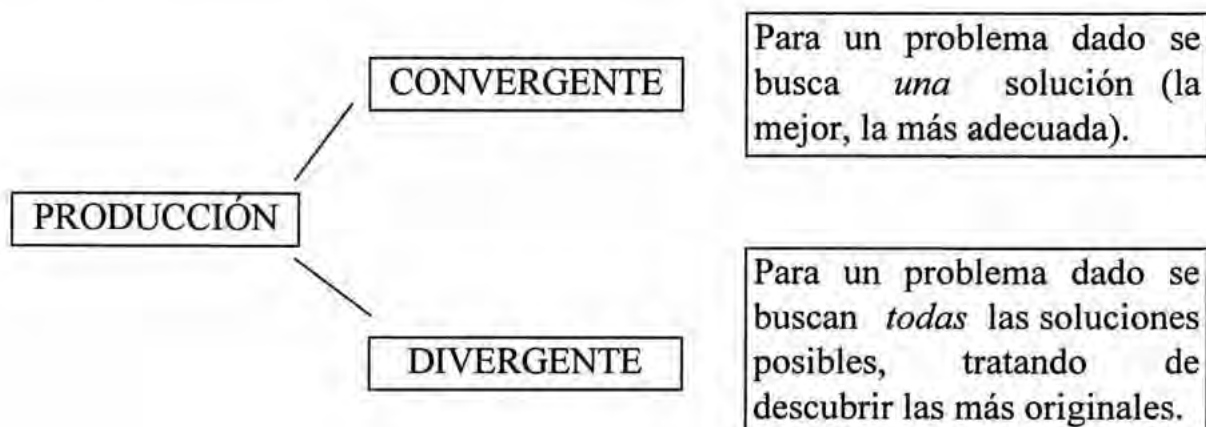 CONVERGENTE
Para un problema dado se
busca una solución (la
mejor, la más adecuada).
PRODUCCIÓN
DIVERGENTE
Para un problema dado se
buscan todas las soluciones
posibles, tratando de
descubrir las más originales.